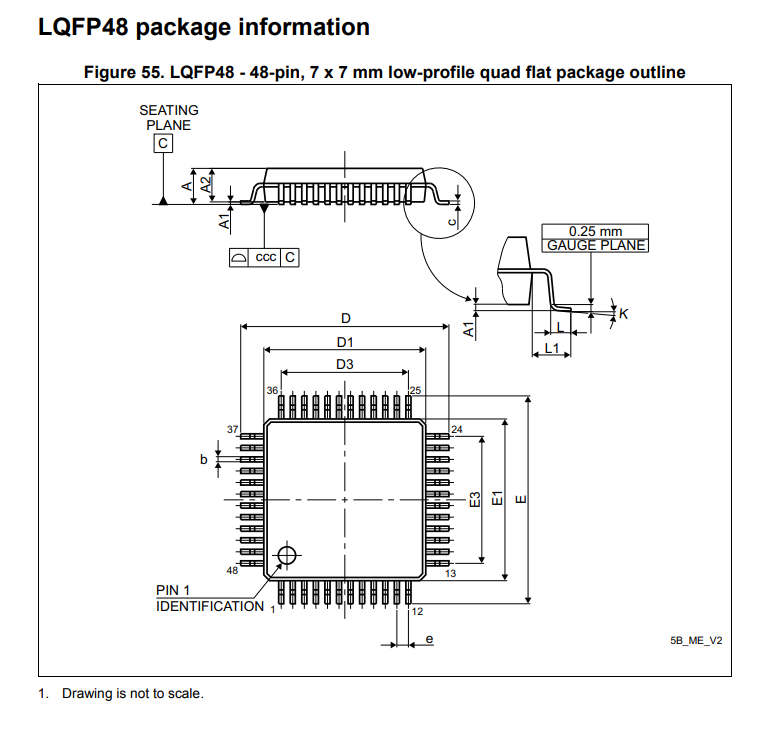 LQFP48 package information
Figure 55. LQFP48 - 48-pin, 7 x 7 mm low-profile quad flat package outline
SEATING
PLANE
C
A
A2
A1
c
ccc C
0.25 mm
GAUGE PLANE
A1
K
L
L1
D
D1
D3
36
25
37
24
b
E3
E1
E
48
13
PIN 1
IDENTIFICATION
1
12
e
5B_ME_V2
1. Drawing is not to scale.